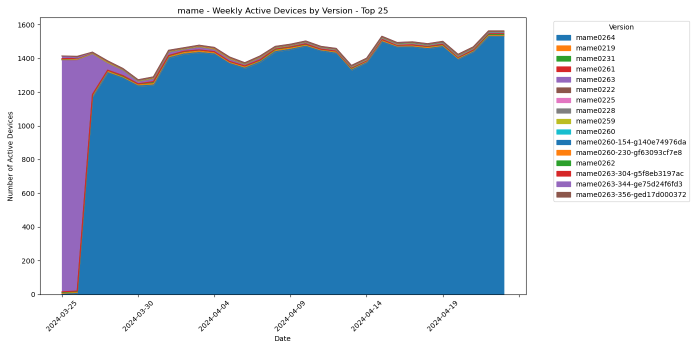 mame - Weekly Active Devices by Version - Top 25
1600
1400
1200
1000
800
600
400
200
0
Number of Active Devices
2024-03-25
2024-03-30
2024-04-04
2024-04-09
2024-04-14
2024-04-19
Date
Version
mame0264
mame0219
mame0231
mame0261
mame0263
mame0222
mame0225
mame0228
mame0259
mame0260
mame0260-154-g140e74976da
mame0260-230-gf63093cf7e8
mame0262
mame0263-304-g5f8eb3197ac
mame0263-344-ge75d24f6fd3
mame0263-356-ged17d000372